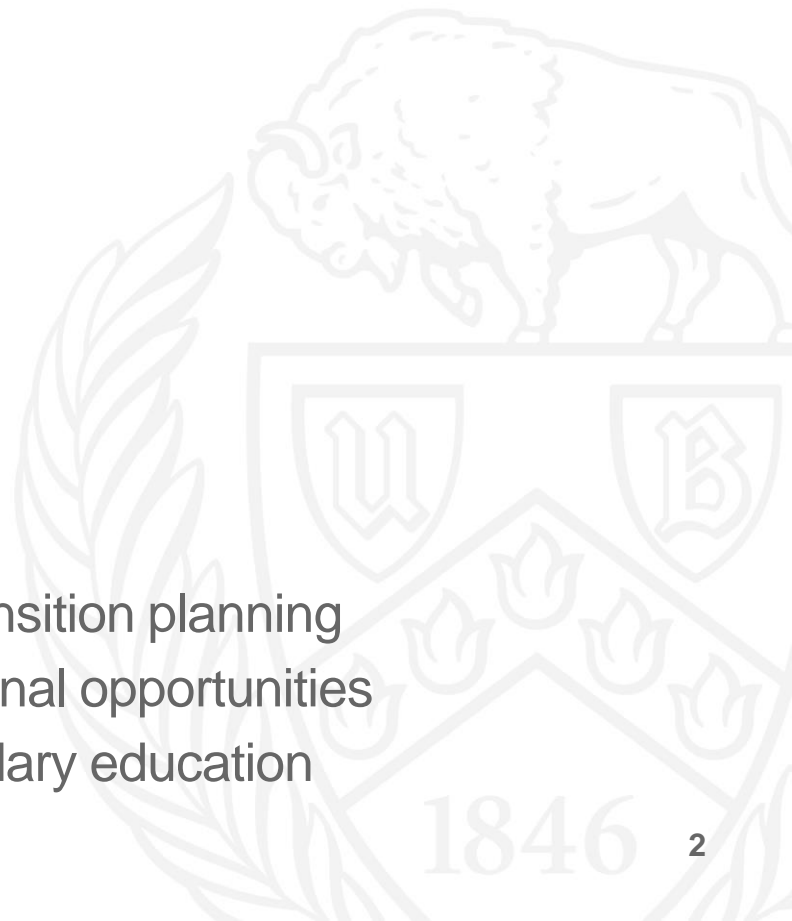 U B
nsition planning
nal opportunities
lary education
1846
2